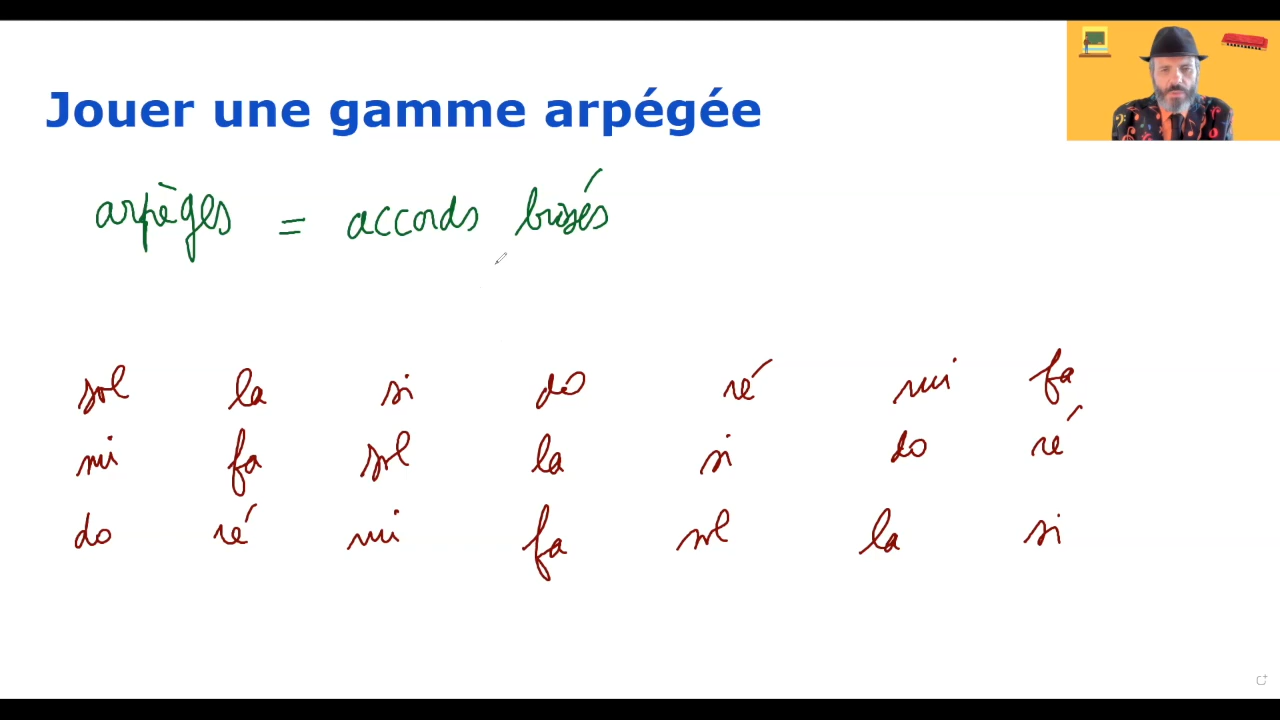 Jouer une gamme arpégée
arpèges = accords brisés
sol la si do ré mi fa
mi fa sol la si do ré
do ré mi fa sol la si